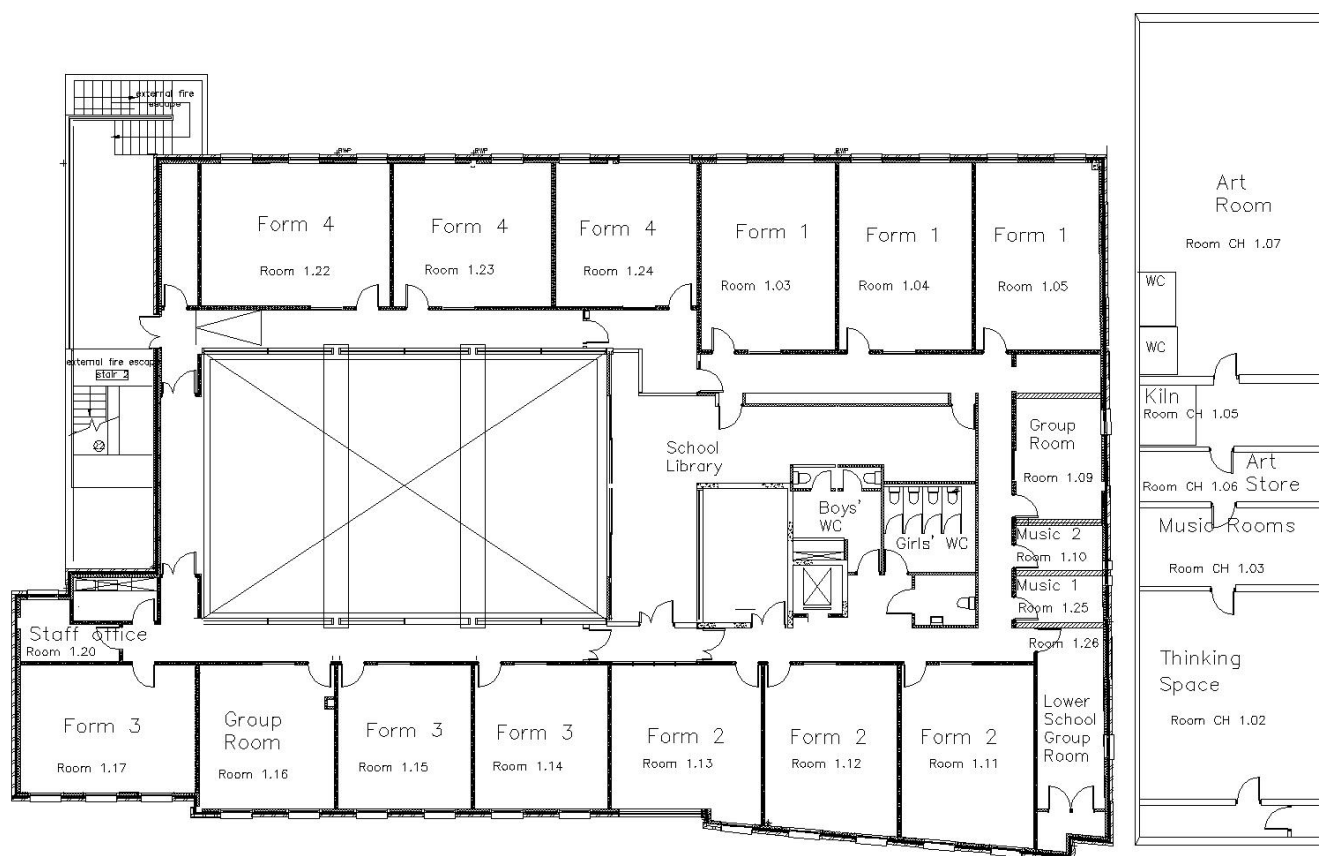 external fire
escape
RWP
RWP
RWP
Form 4
Room 1.22
Form 4
Room 1.23
Form 4
Room 1.24
Form 1
Room 1.03
Form 1
Room 1.04
Form 1
Room 1.05
Art
Room
Room CH 1.07
WC
WC
external fire escape
stair 2
School
Library
Group
Room
Room 1.09
Kiln
Room CH 1.05
Art
Store
Room CH 1.06
Boys'
WC
Girls' WC
Music 2
Room 1.10
Music Rooms
Room CH 1.03
Music 1
Room 1.25
Staff office
Room 1.20
Room 1.26
Form 3
Room 1.17
Group
Room
Room 1.16
Form 3
Room 1.15
Form 3
Room 1.14
Form 2
Room 1.13
Form 2
Room 1.12
Form 2
Room 1.11
Lower
School
Group
Room
Thinking
Space
Room CH 1.02